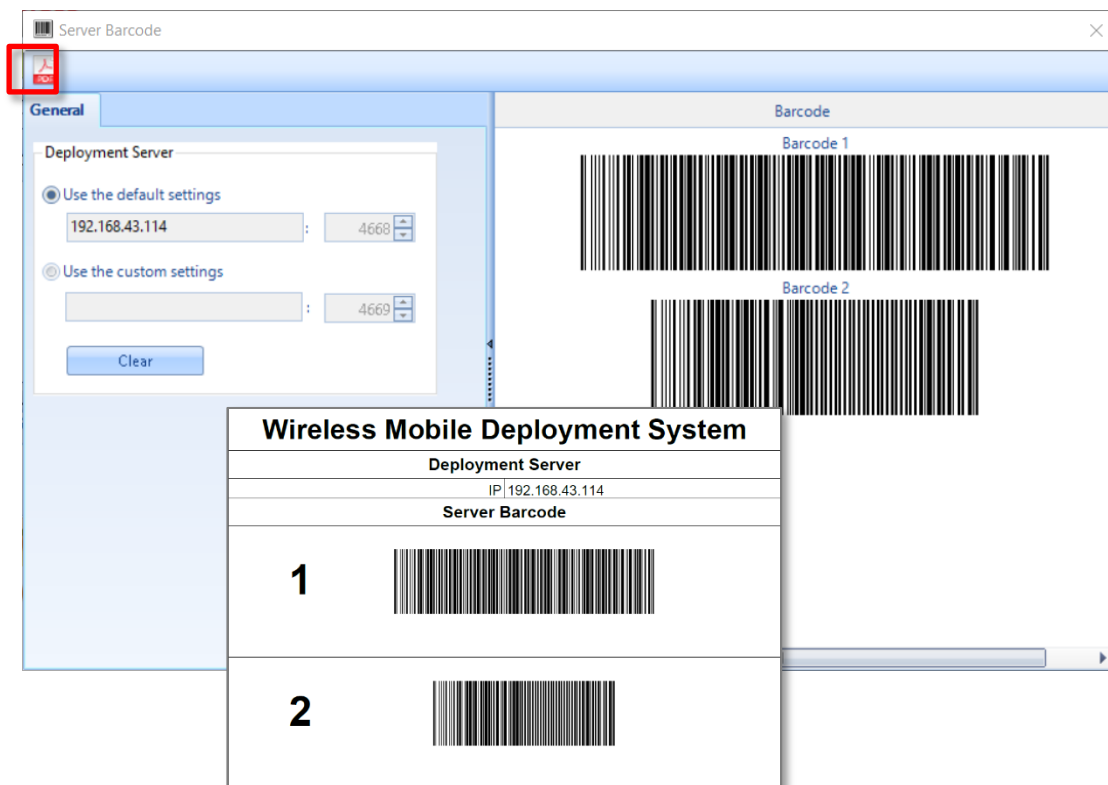 Server Barcode
PDF
General
Barcode
Deployment Server
Barcode 1
Use the default settings
192.168.43.114 : 4668
Use the custom settings
Barcode 2
: 4669
Clear
Wireless Mobile Deployment System
Deployment Server
IP 192.168.43.114
Server Barcode
1
2